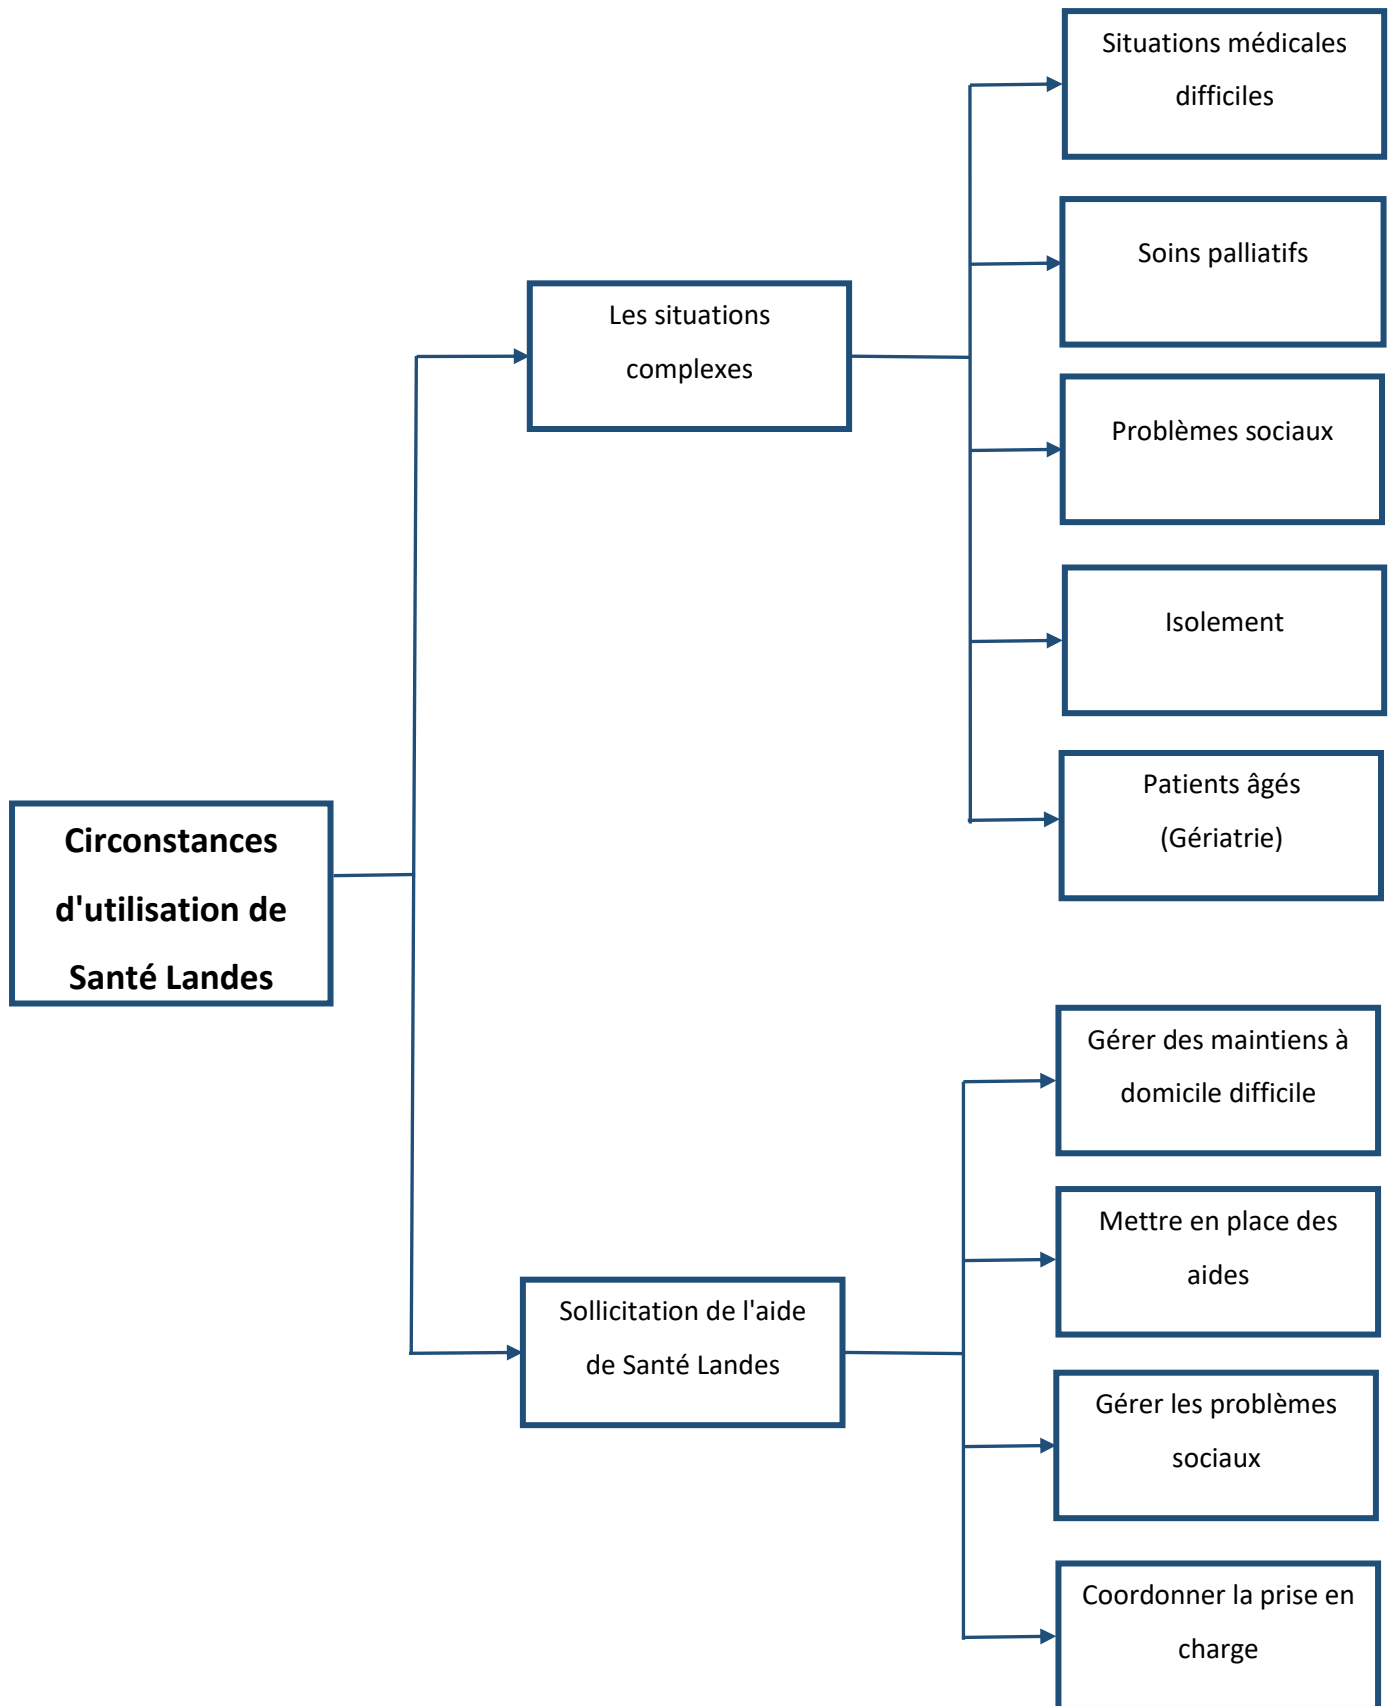 Circonstances
d'utilisation de
Santé Landes
Les situations
complexes
Situations médicales
difficiles
Soins palliatifs
Problèmes sociaux
Isolement
Patients âgés
(Gériatrie)
Sollicitation de l'aide
de Santé Landes
Gérer des maintiens à
domicile difficile
Mettre en place des
aides
Gérer les problèmes
sociaux
Coordonner la prise en
charge